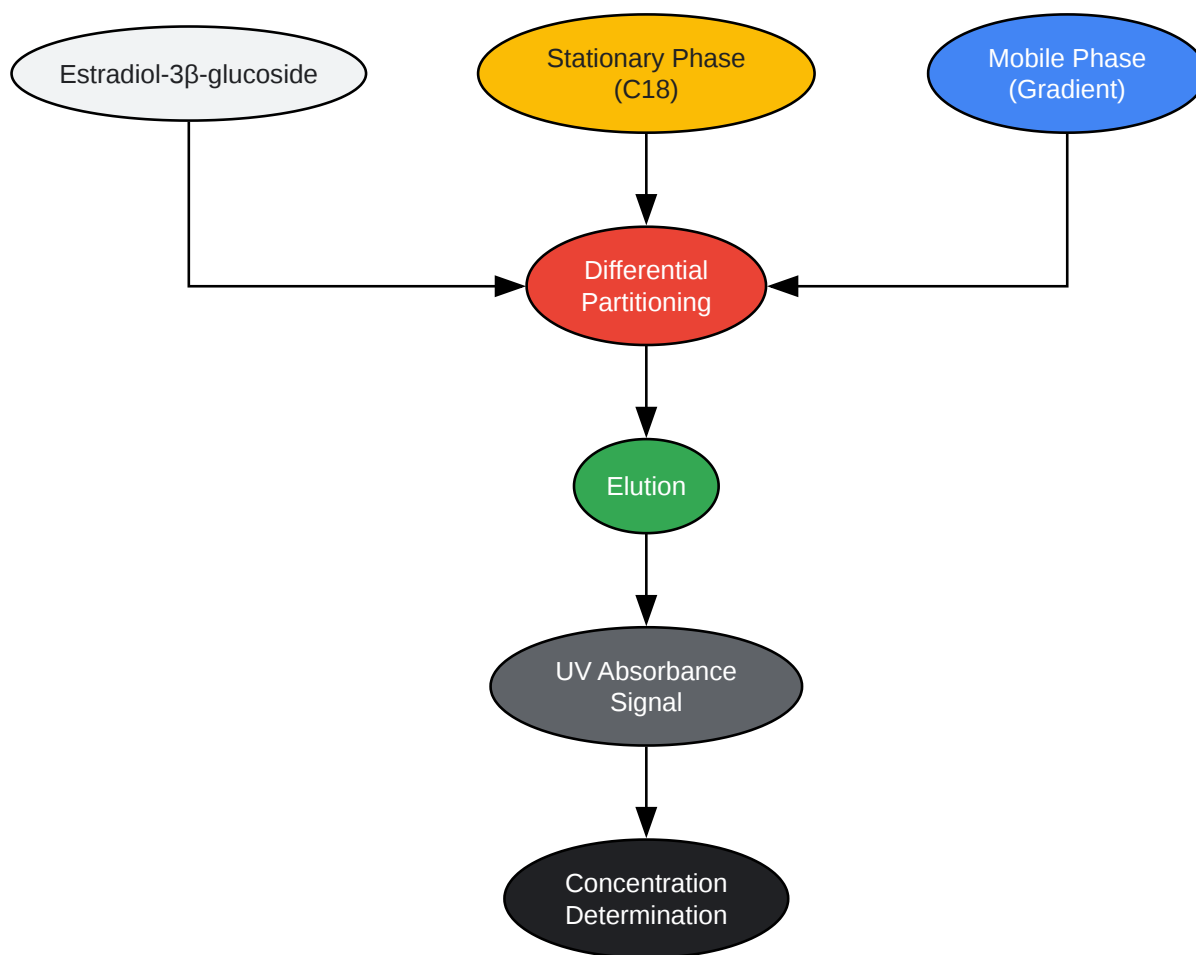 Estradiol-3β-glucoside
Stationary Phase
(C18)
Mobile Phase
(Gradient)
Differential
Partitioning
Elution
UV Absorbance
Signal
Concentration
Determination